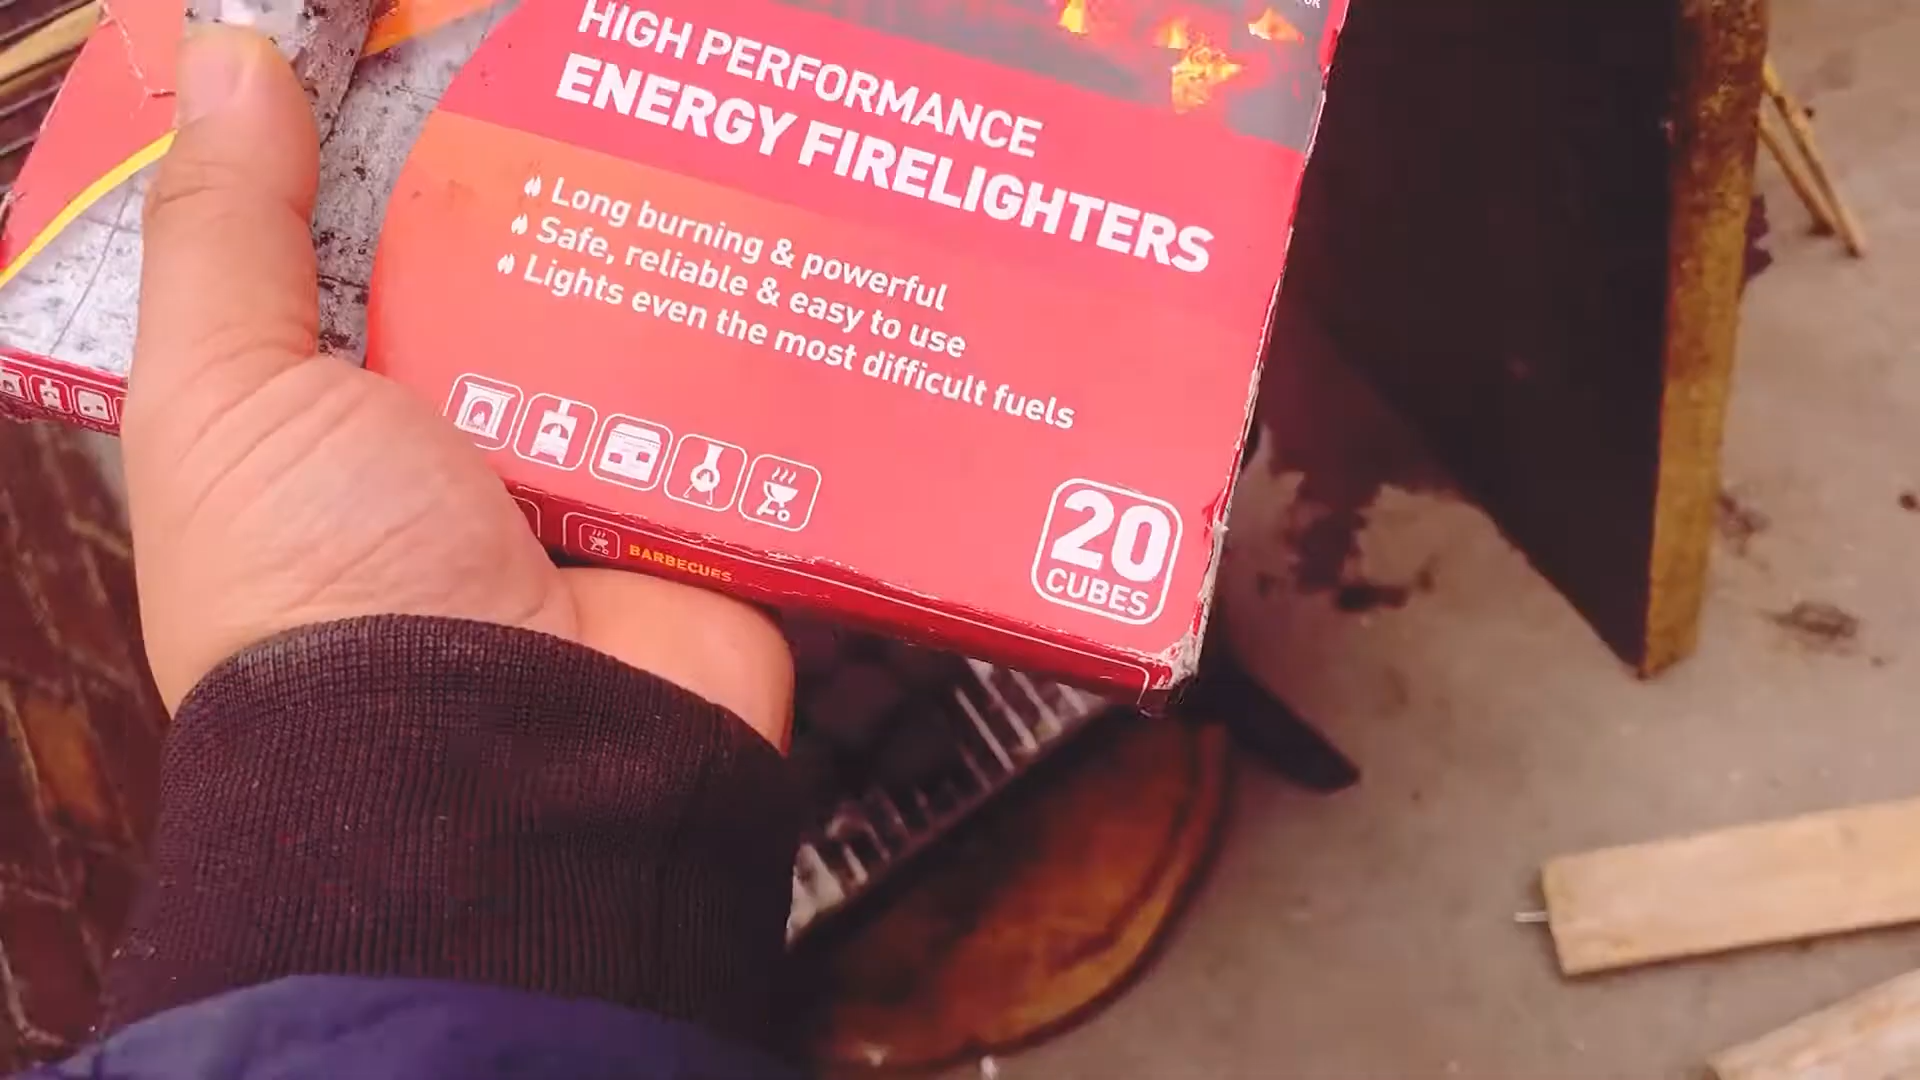 HIGH PERFORMANCE
ENERGY FIRELIGHTERS
Long burning & powerful
Safe, reliable & easy to use
Lights even the most difficult fuels
20
CUBES
BARBECUES